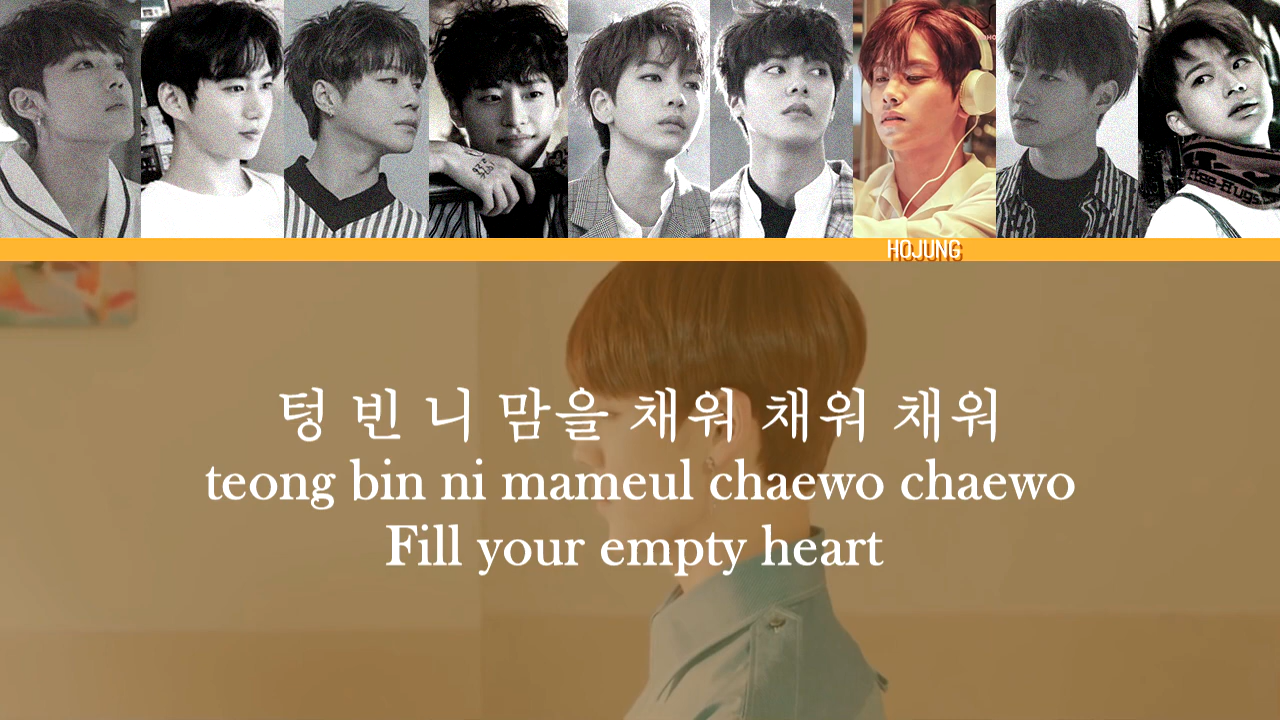 HOJUNG
텅 빈 니 맘을 채워 채워 채워
teong bin ni mameul chaewo chaewo
Fill your empty heart